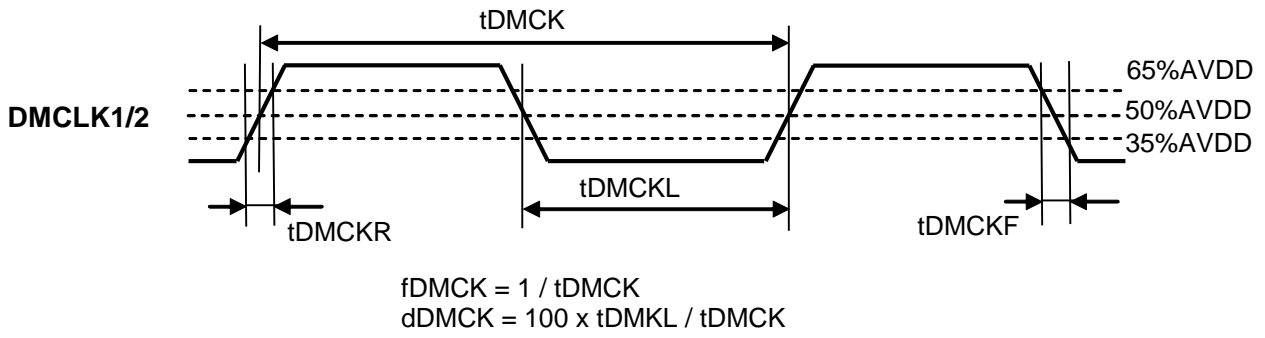 tDMCK
65%AVDD
DMCLK1/2
50%AVDD
35%AVDD
tDMCKL
tDMCKR
tDMCKF
fDMCK = 1 / tDMCK
dDMCK = 100 x tDMKL / tDMCK